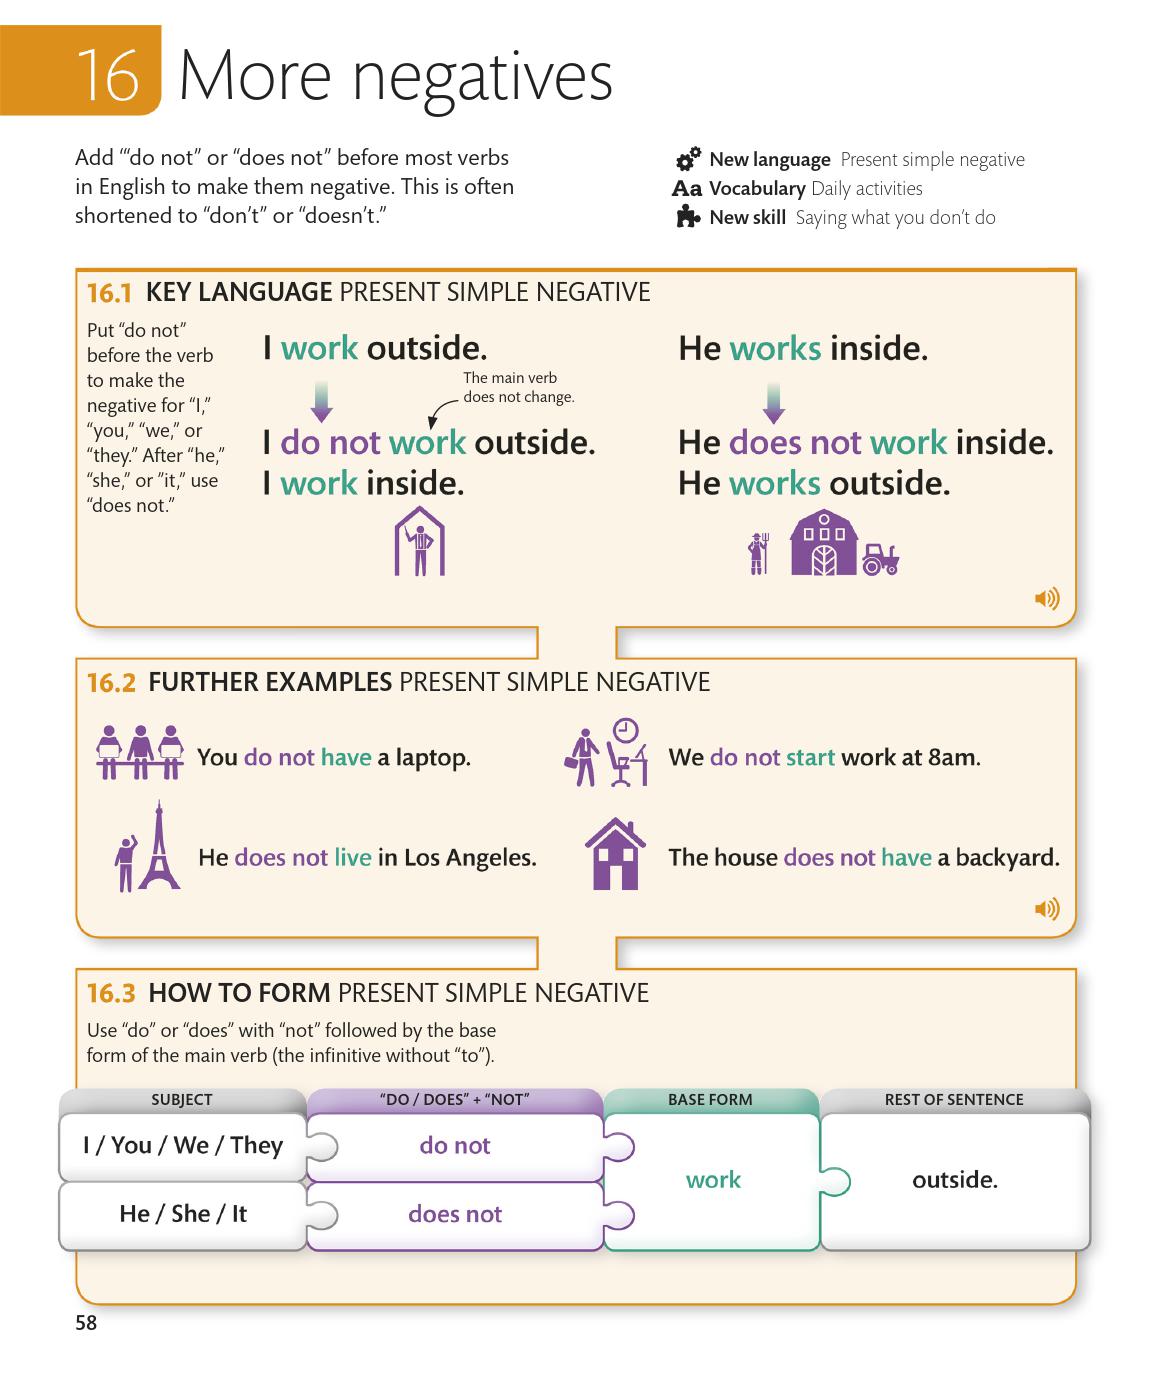 16 More negatives
Add “‘do not” or “does not” before most verbs
in English to make them negative. This is often
shortened to “don’t” or “doesn’t.”
New language Present simple negative
Aa Vocabulary Daily activities
New skill Saying what you don’t do
16.1 KEY LANGUAGE PRESENT SIMPLE NEGATIVE
Put “do not”
before the verb
to make the
negative for “I,”
“you,” “we,” or
“they.” After “he,”
“she,” or ”it,” use
“does not.”
I work outside.
The main verb
does not change.
I do not work outside.
I work inside.
He works inside.
He does not work inside.
He works outside.
16.2 FURTHER EXAMPLES PRESENT SIMPLE NEGATIVE
You do not have a laptop.
We do not start work at 8am.
He does not live in Los Angeles.
The house does not have a backyard.
16.3 HOW TO FORM PRESENT SIMPLE NEGATIVE
Use “do” or “does” with “not” followed by the base
form of the main verb (the infinitive without “to”).
SUBJECT
“DO / DOES” + “NOT”
BASE FORM
REST OF SENTENCE
I / You / We / They
do not
work
outside.
He / She / It
does not
58